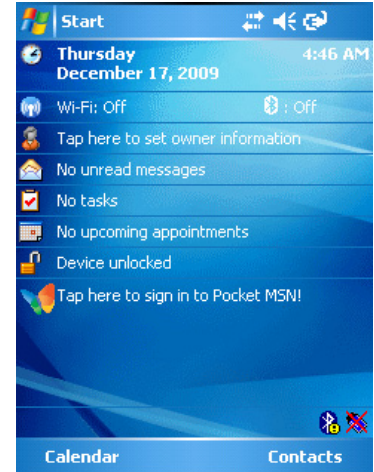 Start
Thursday 4:46 AM
December 17, 2009
Wi-Fi: Off : Off
Tap here to set owner information
No unread messages
No tasks
No upcoming appointments
Device unlocked
Tap here to sign in to Pocket MSN!
Calendar Contacts